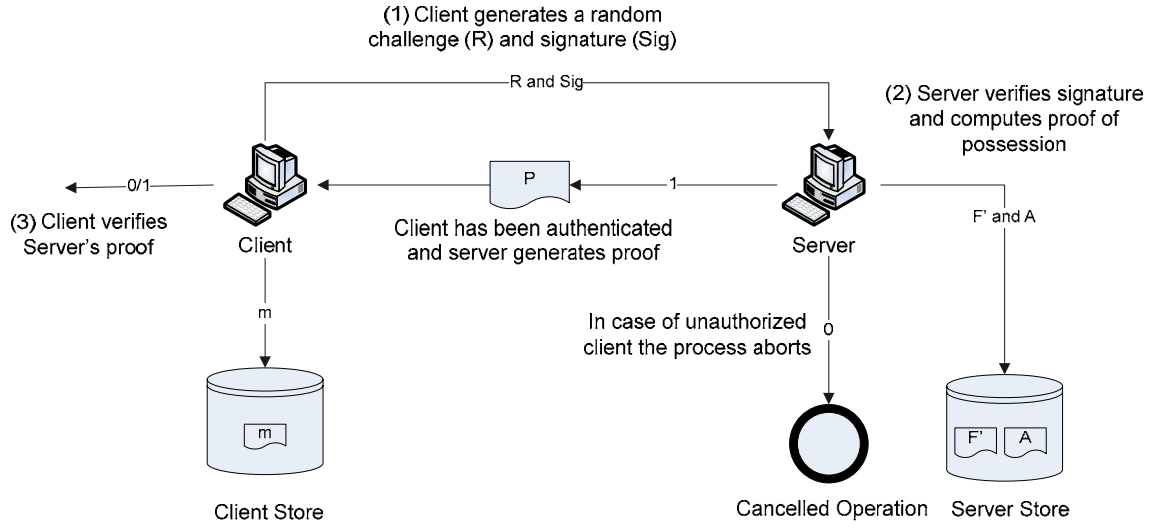 (1) Client generates a random
challenge (R) and signature (Sig)
R and Sig
(2) Server verifies signature
and computes proof of
possession
0/1
P
1
F' and A
(3) Client verifies
Server's proof
Client
Client has been authenticated
and server generates proof
Server
m
In case of unauthorized
client the process aborts
0
m
F'
A
Client Store
Cancelled Operation
Server Store